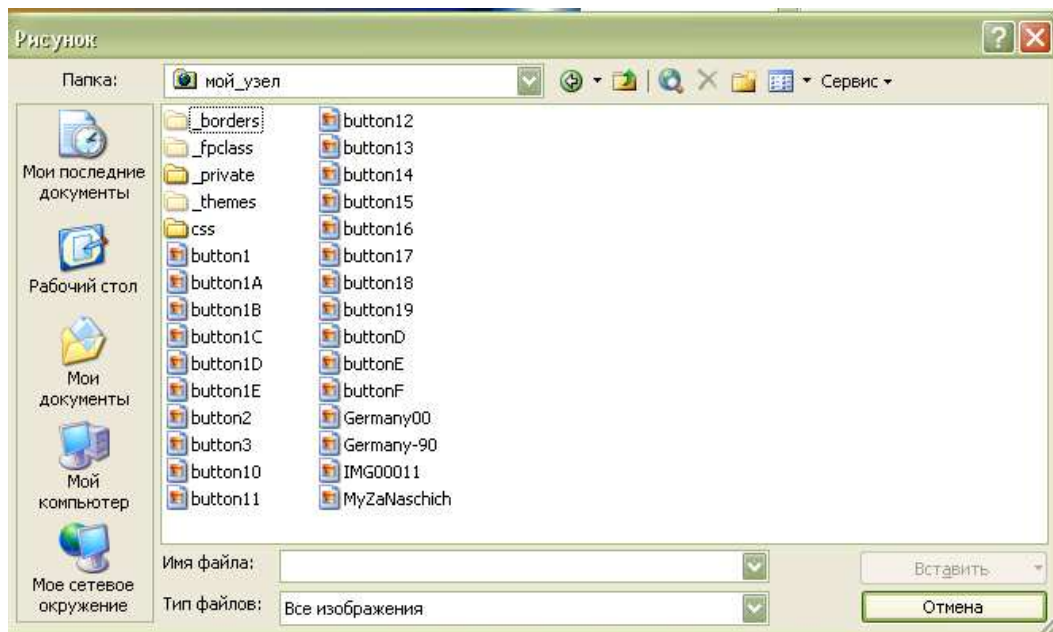 Рисунок
Папка:
мой_узел
Сервис
Мои последние
документы
Рабочий стол
Мои
документы
Мой
компьютер
Мое сетевое
окружение
_borders
_fpclass
_private
_themes
css
button1
button1A
button1B
button1C
button1D
button1E
button2
button3
button10
button11
button12
button13
button14
button15
button16
button17
button18
button19
buttonD
buttonE
buttonF
Germany00
Germany-90
IMG00011
MyZaNaschich
Имя файла:
Вставить
Тип файлов:
Все изображения
Отмена